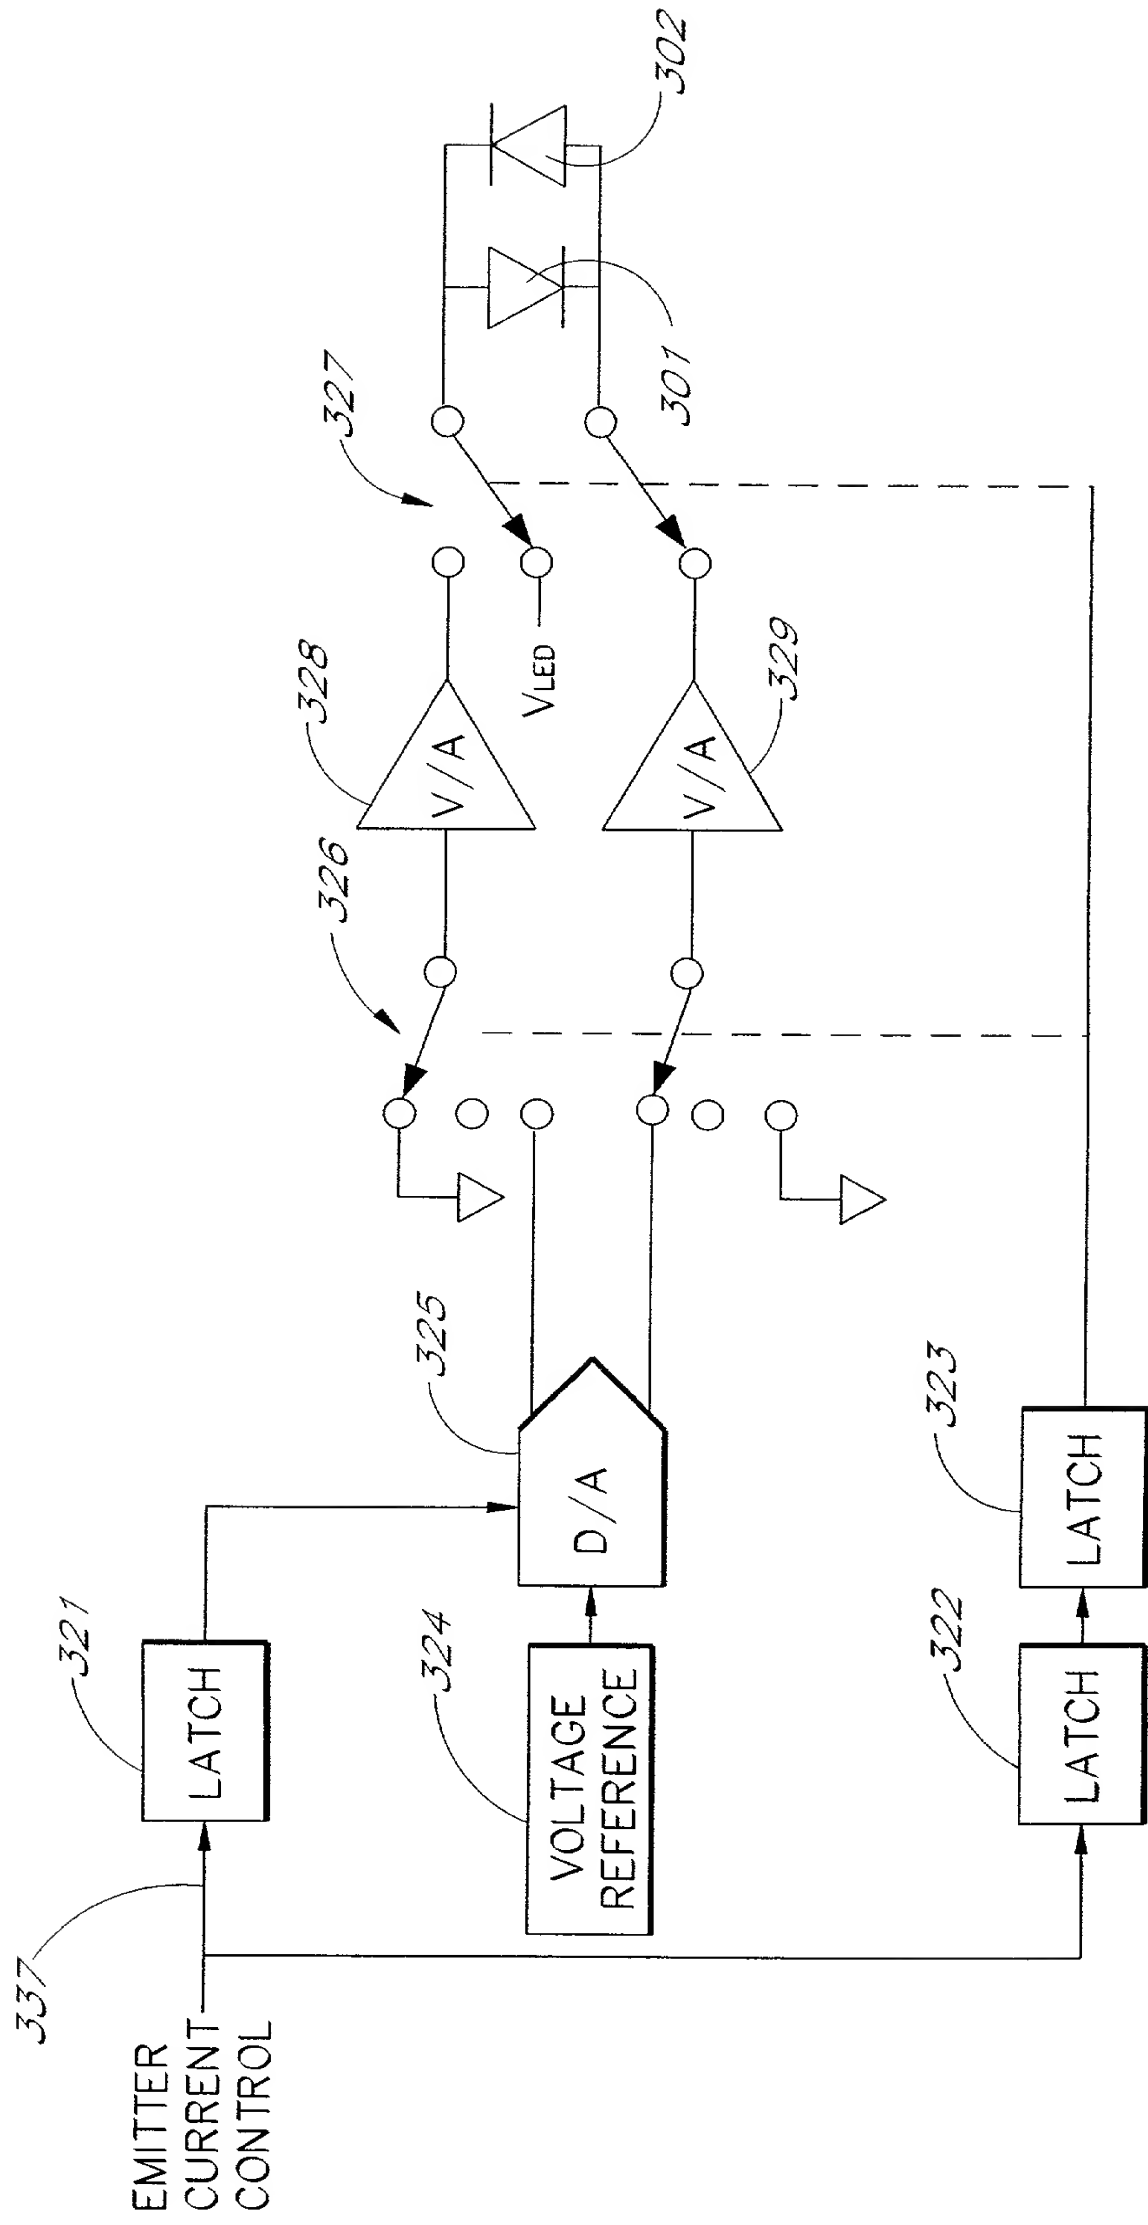 EMITTER
CURRENT
CONTROL
337
LATCH
321
VOLTAGE
REFERENCE
324
D/A
325
LATCH
322
LATCH
323
326
V/A
328
V/A
329
VLED
327
301
302